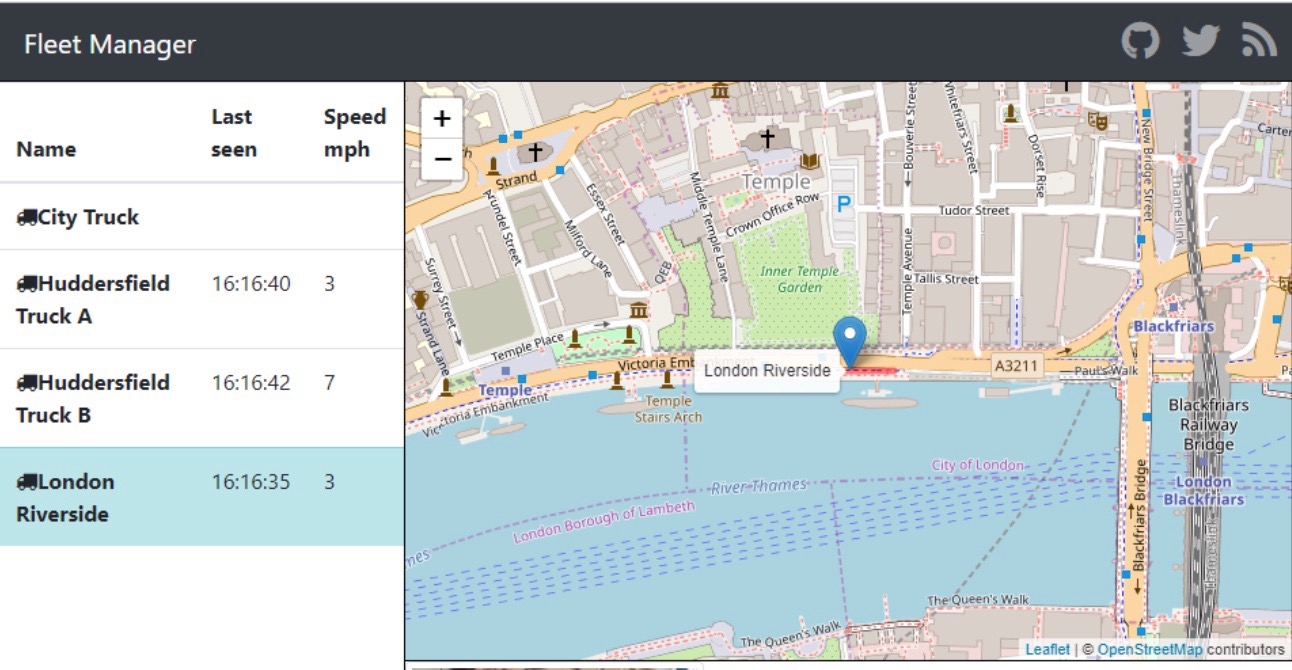 Fleet Manager
Name
Last
seen
Speed
mph
City Truck
Huddersfield
Truck A
16:16:40
3
Huddersfield
Truck B
16:16:42
7
London
Riverside
16:16:35
3
+
−
Strand
Arundel Street
Essex Street
Milford Lane
Surrey Street
Strand Lane
Temple Place
Temple
Victoria Embankment
Middle Temple Lane
OEB
Temple
Crown Office Row
P
Inner Temple
Garden
Bouverie Street
Whitefriars Street
Dorset Rise
Tudor Street
Temple Avenue
Tallis Street
New Bridge Street
Thameslink
Carter
Blackfriars
London Riverside
A3211
Paul's Walk
Pa
Temple
Stairs Arch
Blackfriars
Railway
Bridge
City of London
River Thames
London Borough of Lambeth
London
Blackfriars
Blackfriars Bridge
Thameslink
mes
The Queen's Walk
The Queen's Walk
Leaflet | © OpenStreetMap contributors